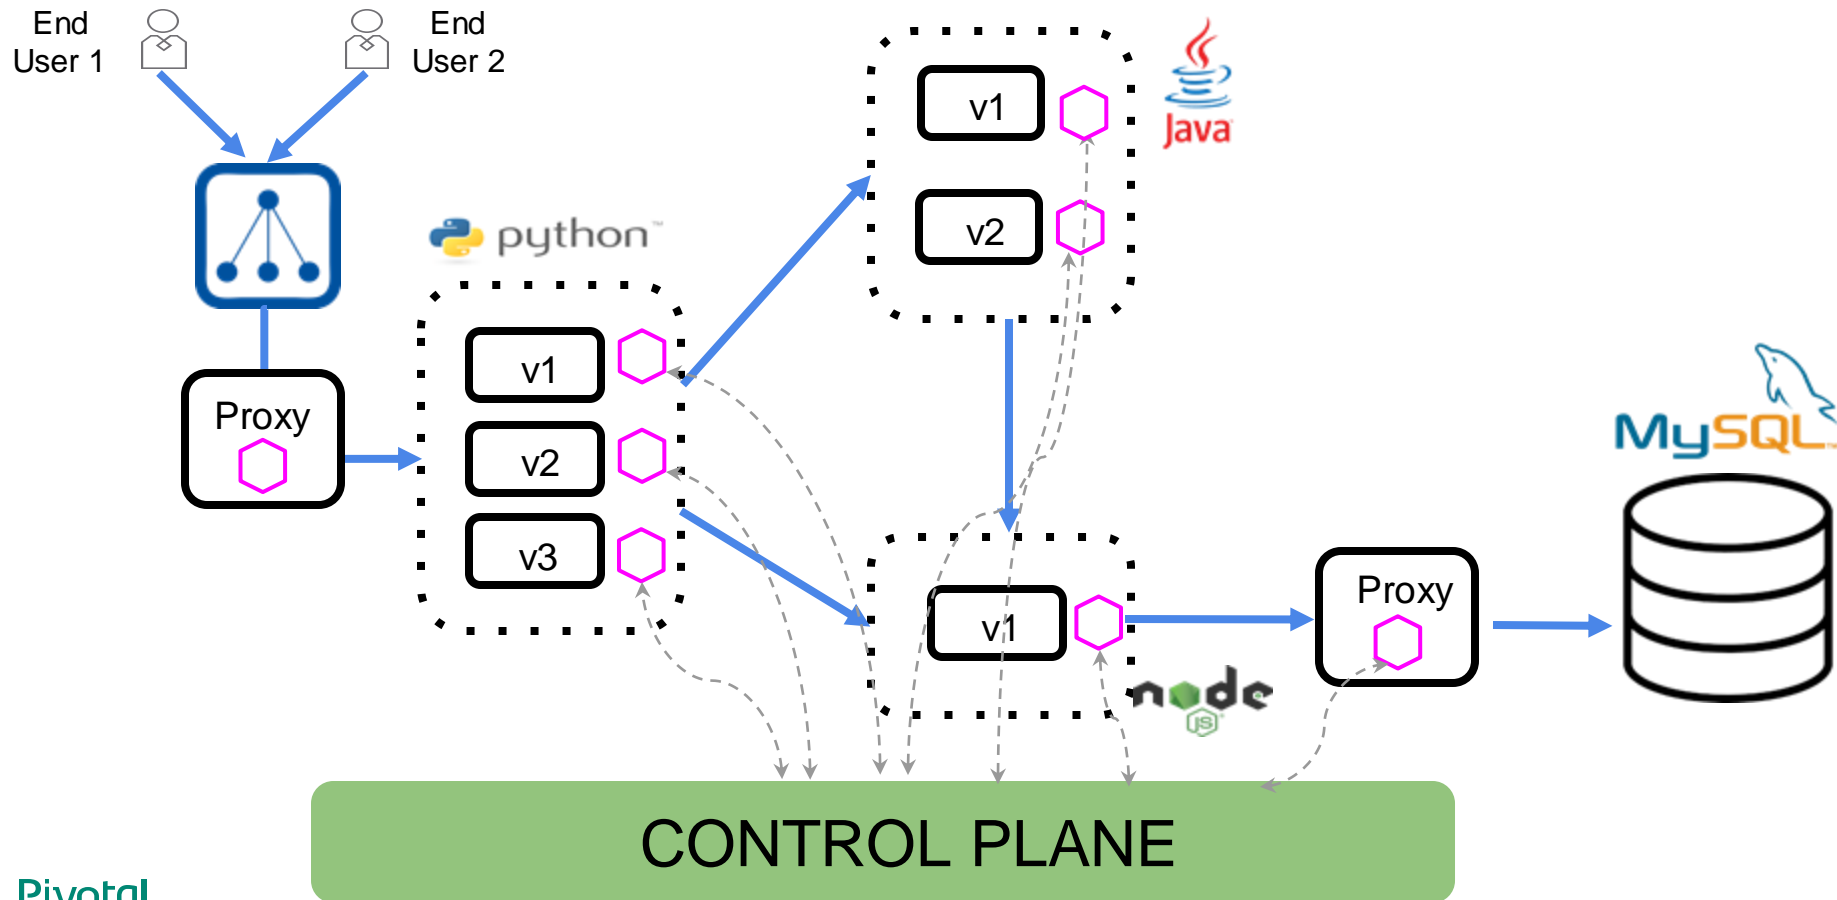 End
User 1
End
User 2
v1
v2
Java
python
v1
v2
v3
Proxy
v1
node
JS
Proxy
MySQL
CONTROL PLANE
Pivotal